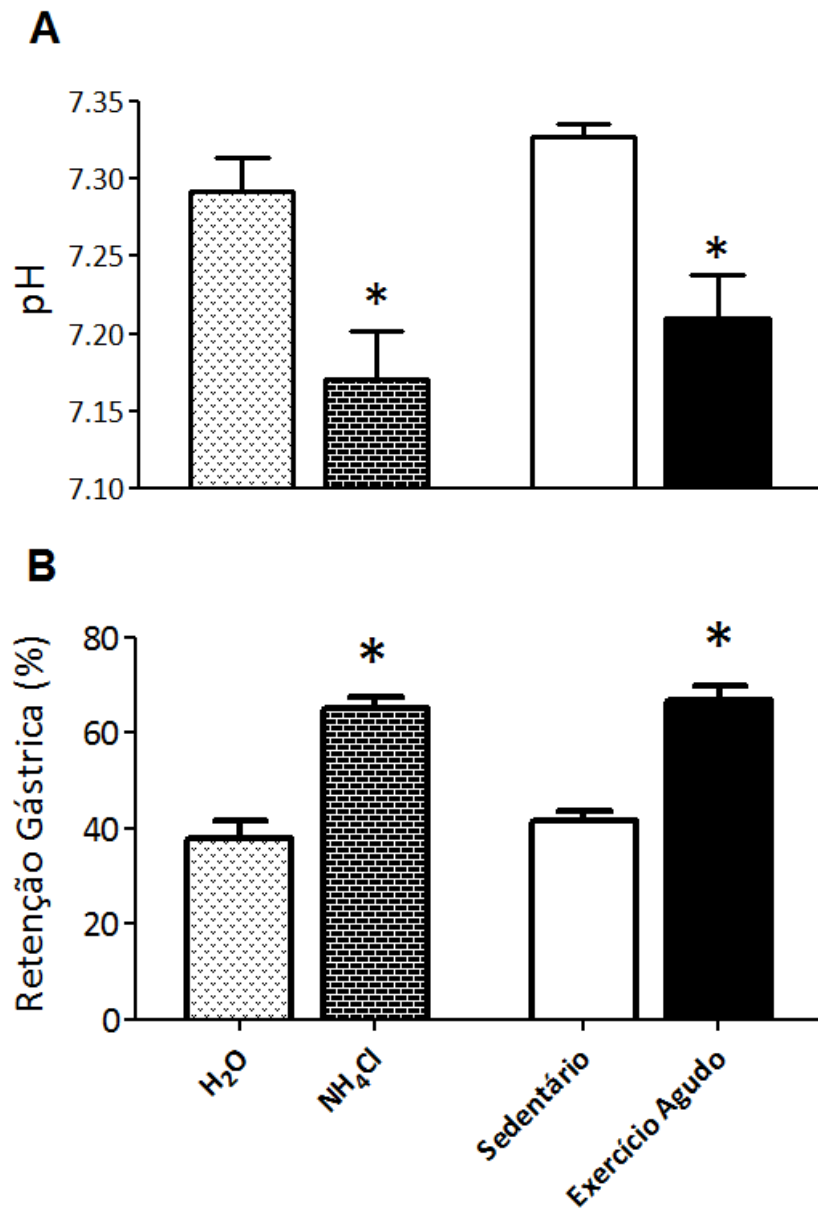 A
7.35
7.30
7.25
7.20
7.15
7.10
pH
*
*
B
80
60
40
20
0
Retenção Gástrica (%)
*
*
H₂O
NH₄Cl
Sedentário
Exercício Agudo